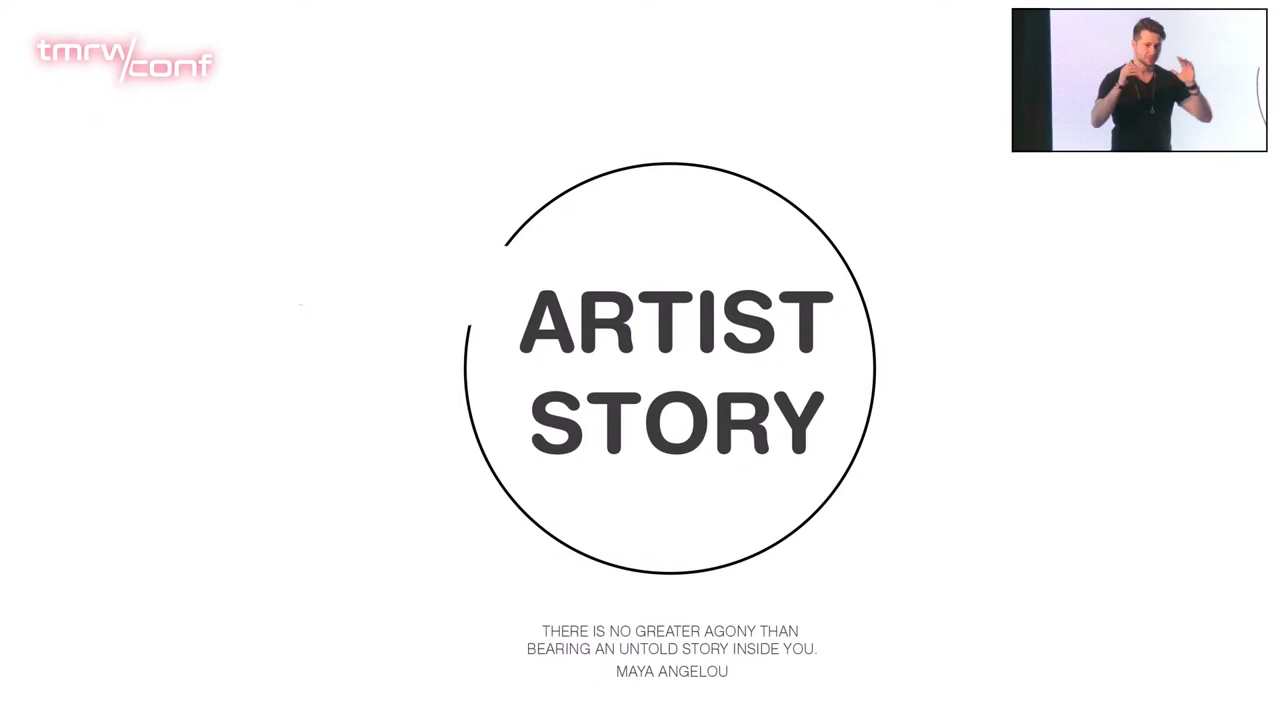 tmrw/conf
ARTIST
STORY
THERE IS NO GREATER AGONY THAN
BEARING AN UNTOLD STORY INSIDE YOU.
MAYA ANGELOU